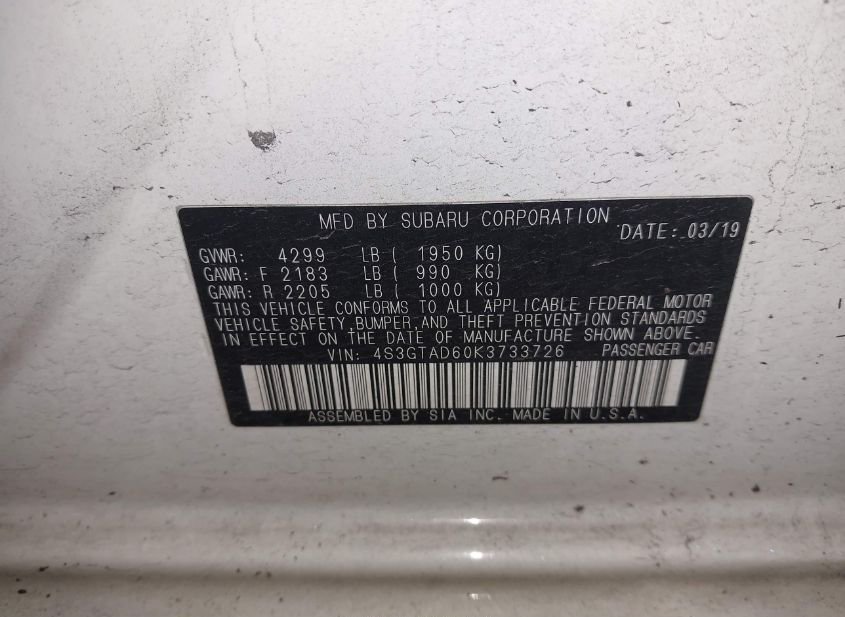 MFD BY SUBARU CORPORATION
DATE: 03/19
GVWR: 4299 LB ( 1950 KG)
GAWR: F 2183 LB ( 990 KG)
GAWR: R 2205 LB ( 1000 KG)
THIS VEHICLE CONFORMS TO ALL APPLICABLE FEDERAL MOTOR
VEHICLE SAFETY,BUMPER,AND THEFT PREVENTION STANDARDS
IN EFFECT ON THE DATE OF MANUFACTURE SHOWN ABOVE.
VIN: 4S3GTAD60K3733726 PASSENGER CAR
ASSEMBLED BY SIA INC. MADE IN U.S.A.